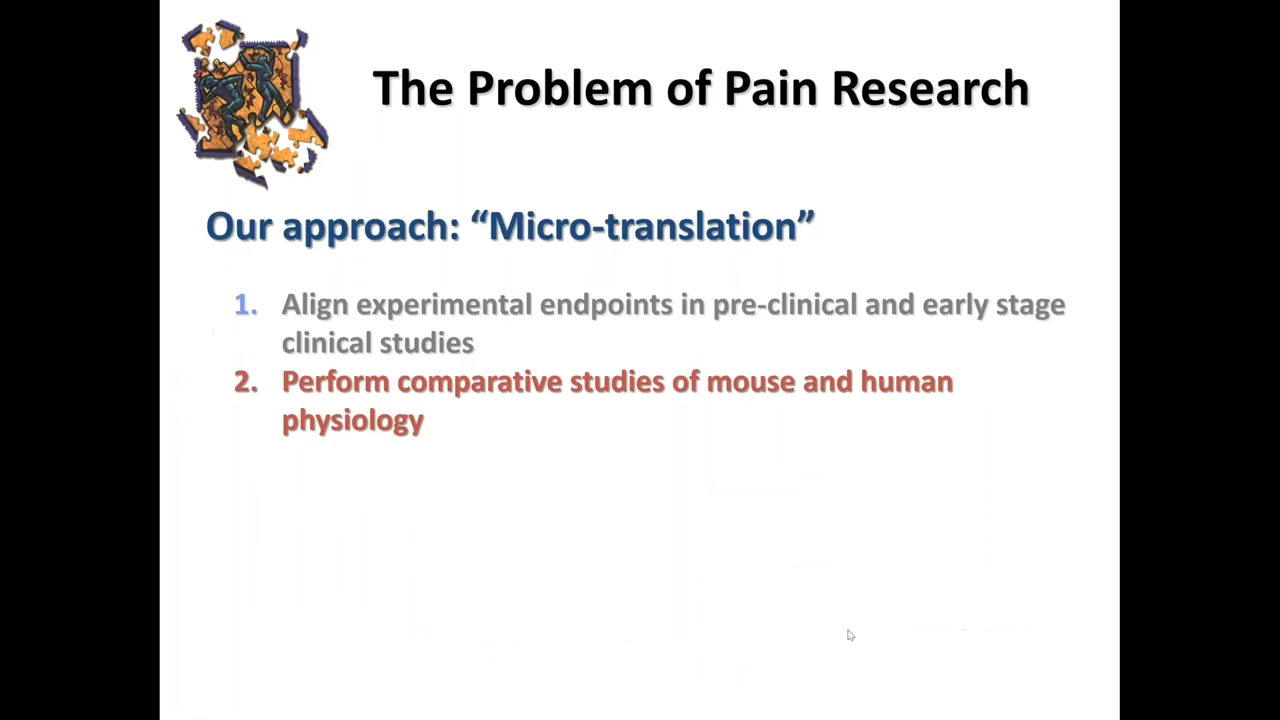 The Problem of Pain Research
Our approach: “Micro-translation”
1. Align experimental endpoints in pre-clinical and early stage
clinical studies
2. Perform comparative studies of mouse and human
physiology